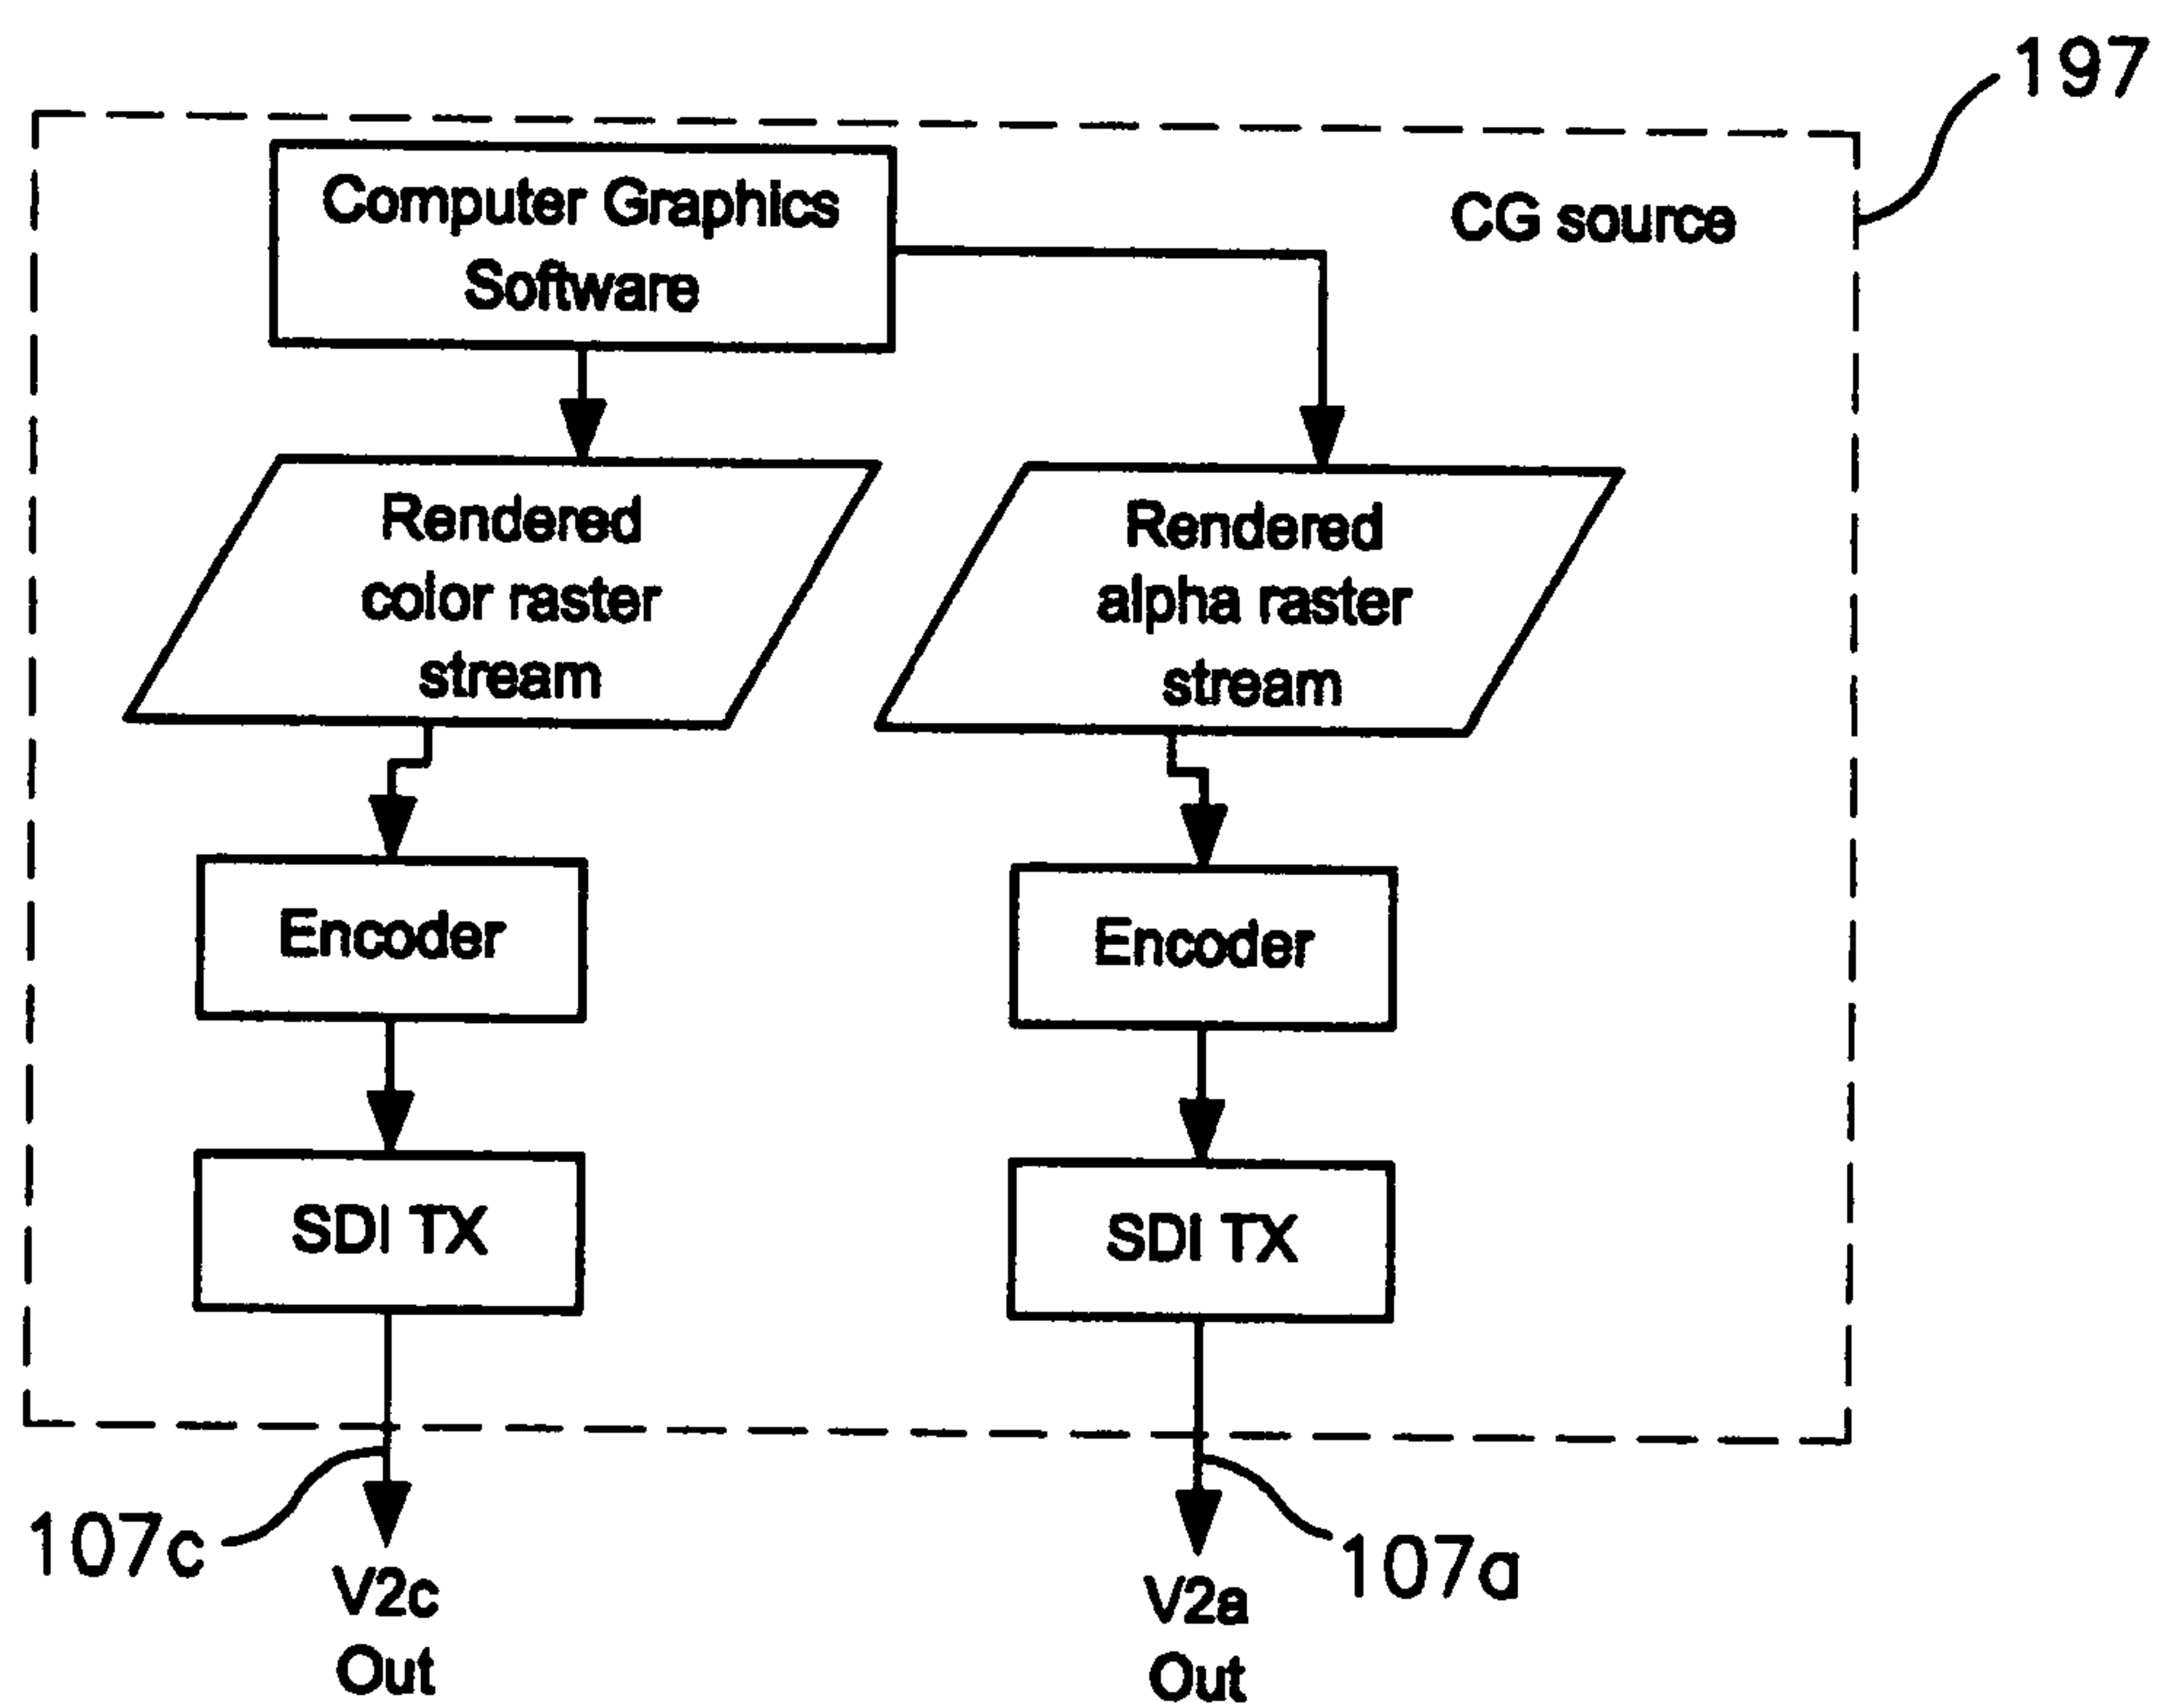 197
Computer Graphics
Software
CG source
Rendered
color raster
stream
Rendered
alpha raster
stream
Encoder
Encoder
SDI TX
SDI TX
107c
107a
V2c
Out
V2a
Out